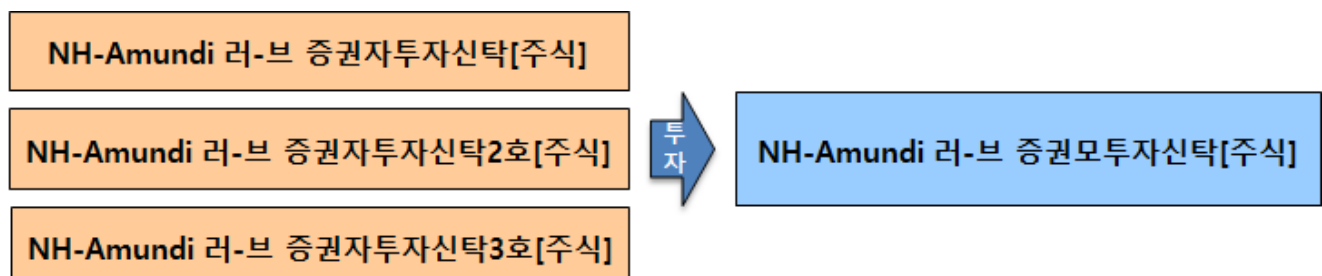 NH-Amundi 러-브 증권자투자신탁[주식]
NH-Amundi 러-브 증권자투자신탁2호[주식]
NH-Amundi 러-브 증권자투자신탁3호[주식]
투
자
NH-Amundi 러-브 증권모투자신탁[주식]